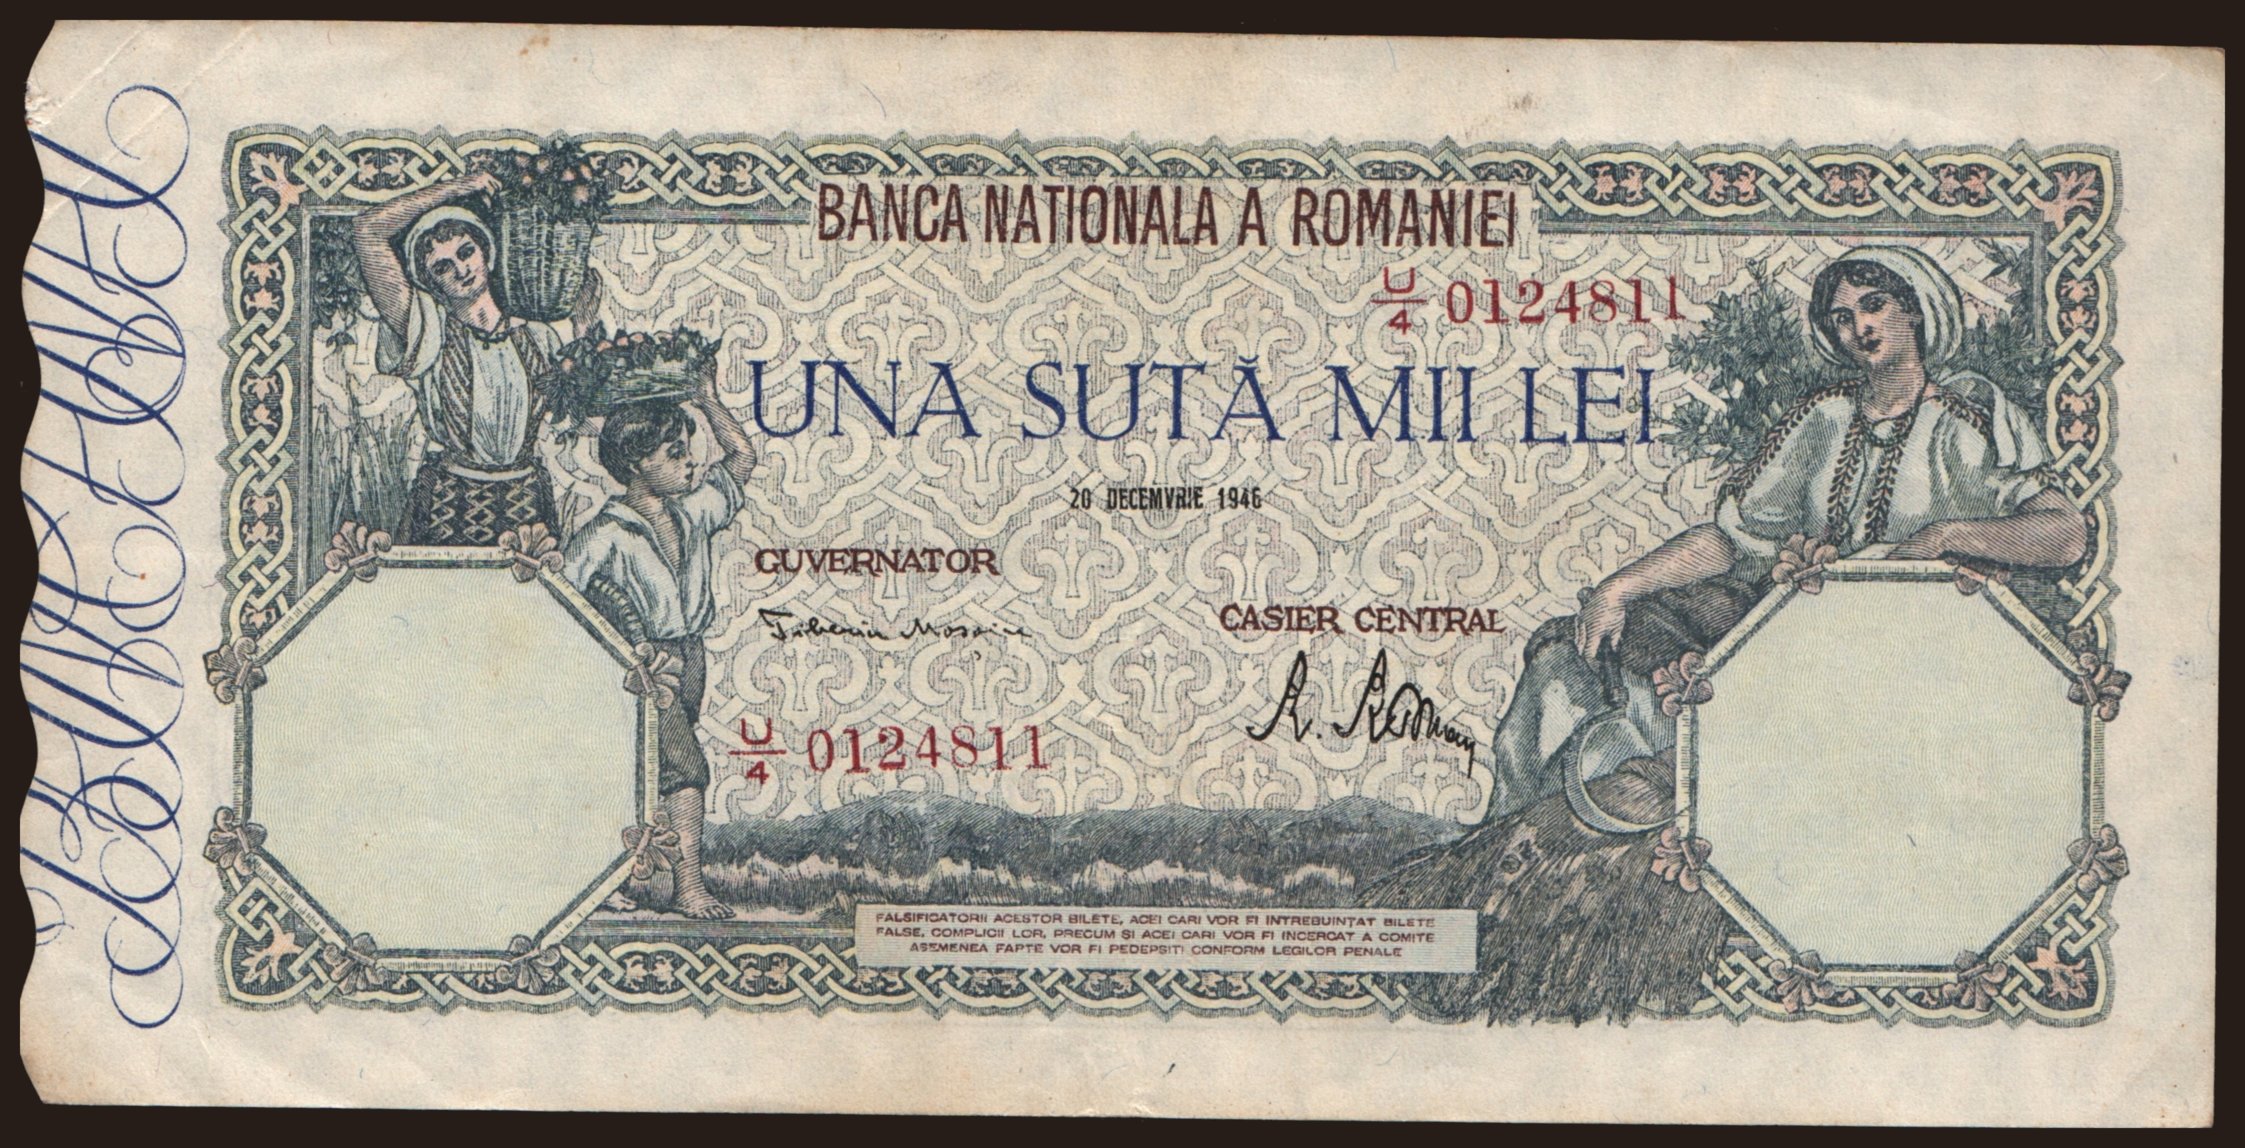 BANCA NATIONALA A ROMANIEI
U/4 0124811
UNA SUTĂ MII LEI
20 DECEMVRIE 1946
GUVERNATOR
CASIER CENTRAL
U/4 0124811
FALSIFICATORII ACESTOR BILETE, ACEI CARI VOR FI INTREBUINȚAT BILETE
FALSE, COMPLICII LOR, PRECUM ȘI ACEI CARI VOR FI INCERCAT A COMITE
ASEMENEA FAPTE VOR FI PEDEPSITI CONFORM LEGILOR PENALE